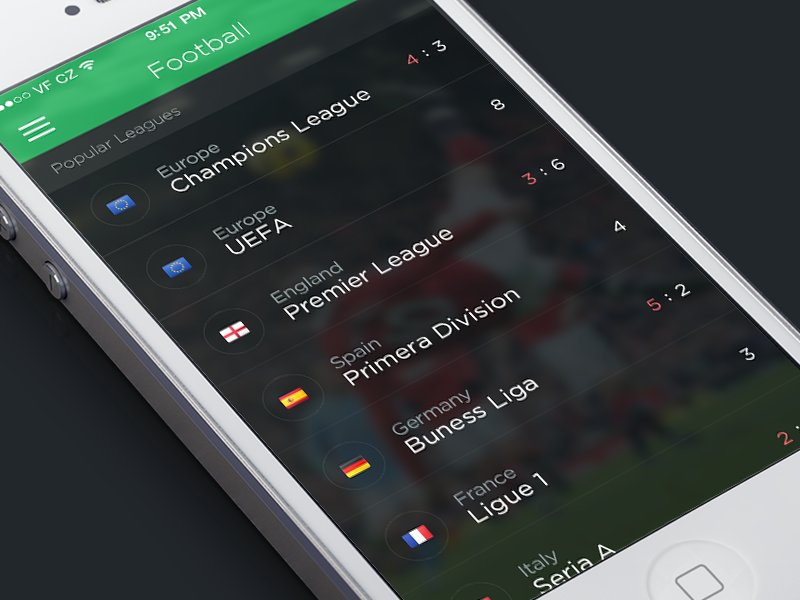 VF CZ 9:51 PM
Football
Popular Leagues
Europe
Champions League
4 : 3
Europe
UEFA
8
England
Premier League
3 : 6
Spain
Primera Division
4
Germany
Buness Liga
5 : 2
France
Ligue 1
3
Italy
Seria A
2 :